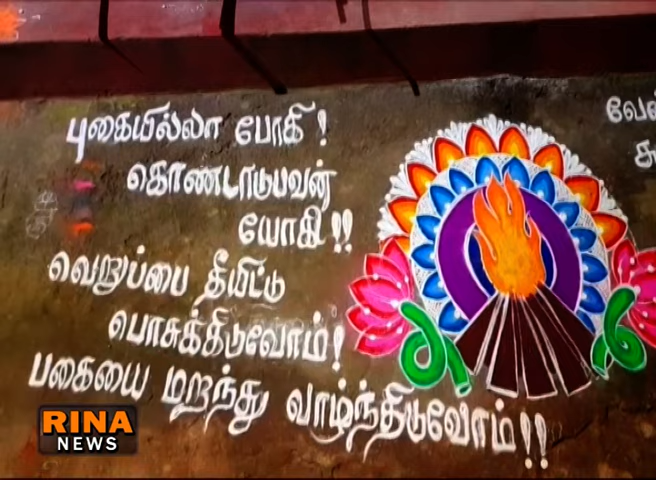 புகையில்லா போகி !
கொண்டாடுபவன்
யோகி !!
வெறுப்பை தீயிட்டு
பொசுக்கிடுவோம்!
பகையை மறந்து வாழ்ந்திடுவோம்!!
RINA
NEWS